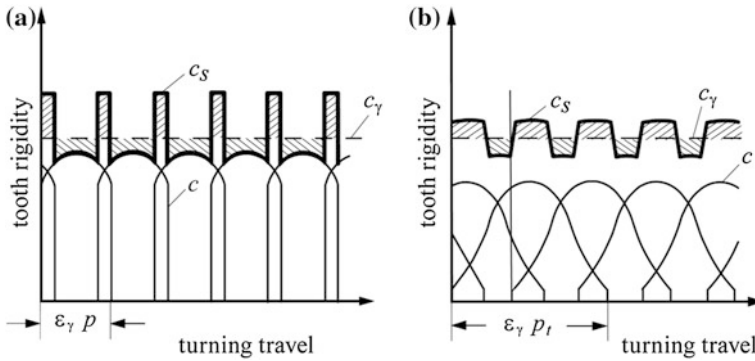 (a)
tooth rigidity
c_S
c_γ
c
ε_γ p
turning travel
(b)
tooth rigidity
c_S
c_γ
c
ε_γ p_t
turning travel